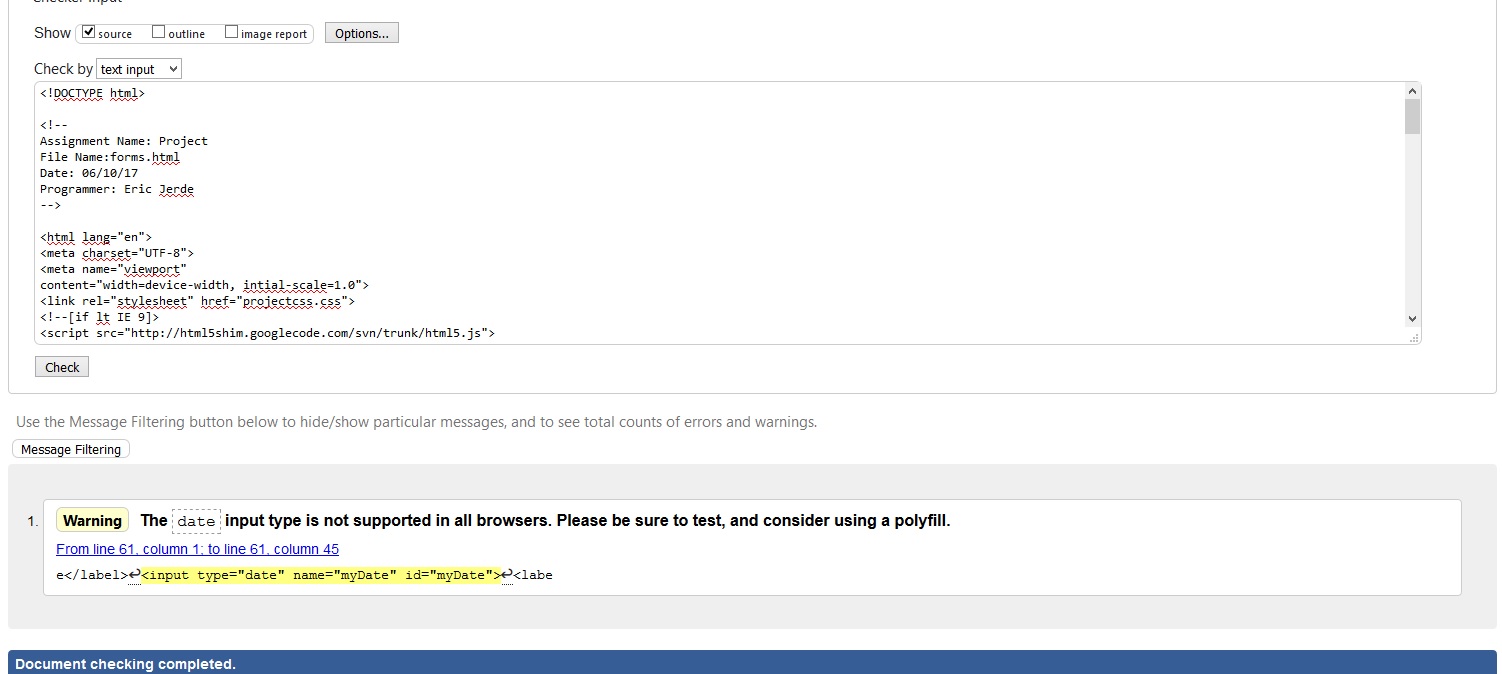 Checker Input
Show source outline image report Options...
Check by text input
<!DOCTYPE html>
<!--
Assignment Name: Project
File Name:forms.html
Date: 06/10/17
Programmer: Eric Jerde
-->
<html lang="en">
<meta charset="UTF-8">
<meta name="viewport"
content="width=device-width, intial-scale=1.0">
<link rel="stylesheet" href="projectcss.css">
<!--[if lt IE 9]>
<script src="http://html5shim.googlecode.com/svn/trunk/html5.js">
Check
Use the Message Filtering button below to hide/show particular messages, and to see total counts of errors and warnings.
Message Filtering
1. Warning The date input type is not supported in all browsers. Please be sure to test, and consider using a polyfill.
From line 61, column 1; to line 61, column 45
e</label>↩<input type="date" name="myDate" id="myDate">↩<labe
Document checking completed.